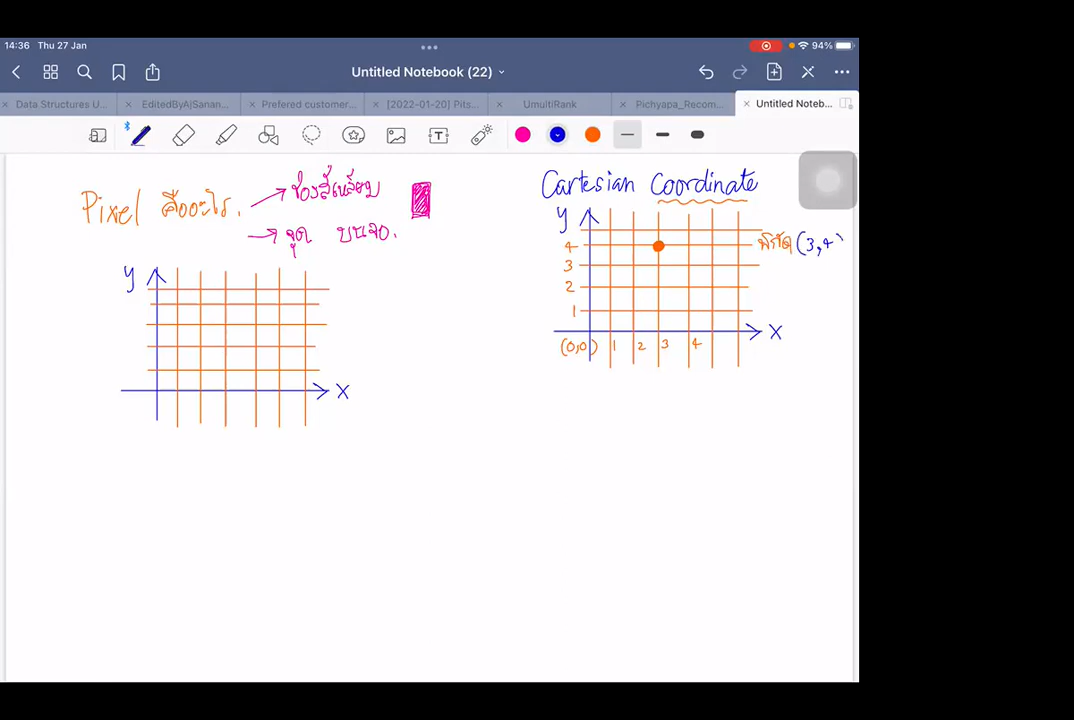 14:36 Thu 27 Jan
94%
Untitled Notebook (22)
Data Structures U...
EditedByAjSanan...
Prefered customer...
[2022-01-20] Pits...
UmultiRank
Pichyapa_Recom...
Untitled Noteb...
Pixel คืออะไร.
ช่องสี่เหลี่ยม
จุด บนจอ.
y
x
Cartesian Coordinate
y
4
3
2
1
พิกัด (3,4)
x
(0,0) 1 2 3 4